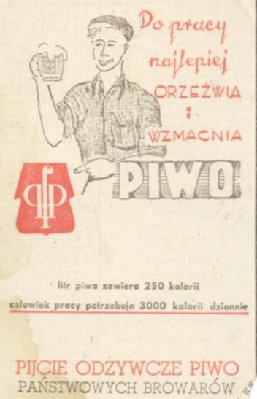 Do pracy
najlepiej
ORZEŹWIA
i
WZMACNIA
PIWO
PP
litr piwa zawiera 250 kalorii
człowiek pracy potrzebuje 3000 kalorii dziennie
PIJCIE ODŻYWCZE PIWO
PAŃSTWOWYCH BROWARÓW